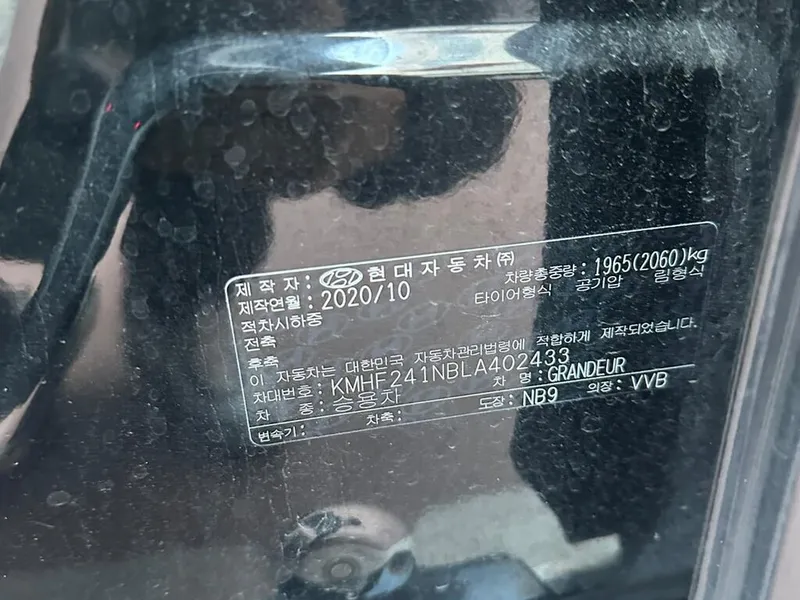 제작자: 현대자동차㈜
제작연월: 2020/10 차량총중량: 1965(2060)kg
적차시하중 타이어형식 공기압 림형식
전축
후축
이 자동차는 대한민국 자동차관리법령에 적합하게 제작되었습니다.
차대번호: KMHF241NBLA402433
차 종: 승용차 차 명: GRANDEUR
변속기: 차축: 도장: NB9 의장: VVB